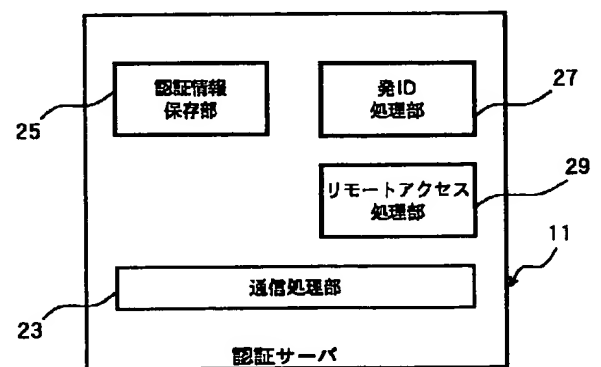 認証情報
保存部
25
発ID
処理部
27
リモートアクセス
処理部
29
11
通信処理部
23
認証サーバ